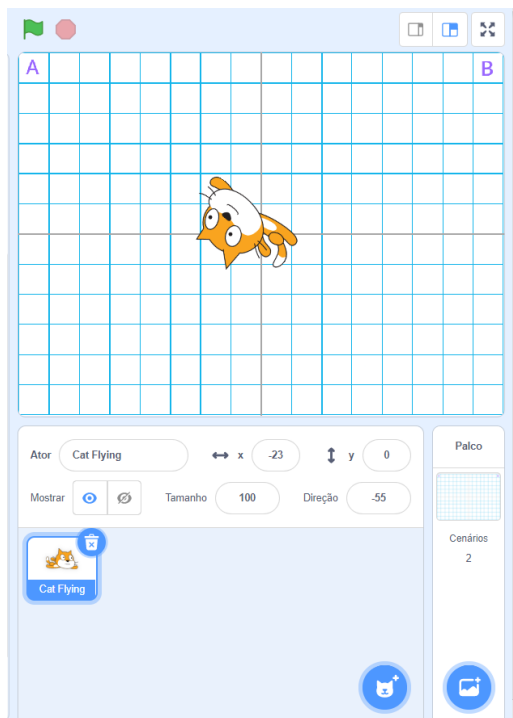 A B
Ator Cat Flying x -23 y 0
Mostrar Tamanho 100 Direção -55
Cat Flying
Palco
Cenários
2